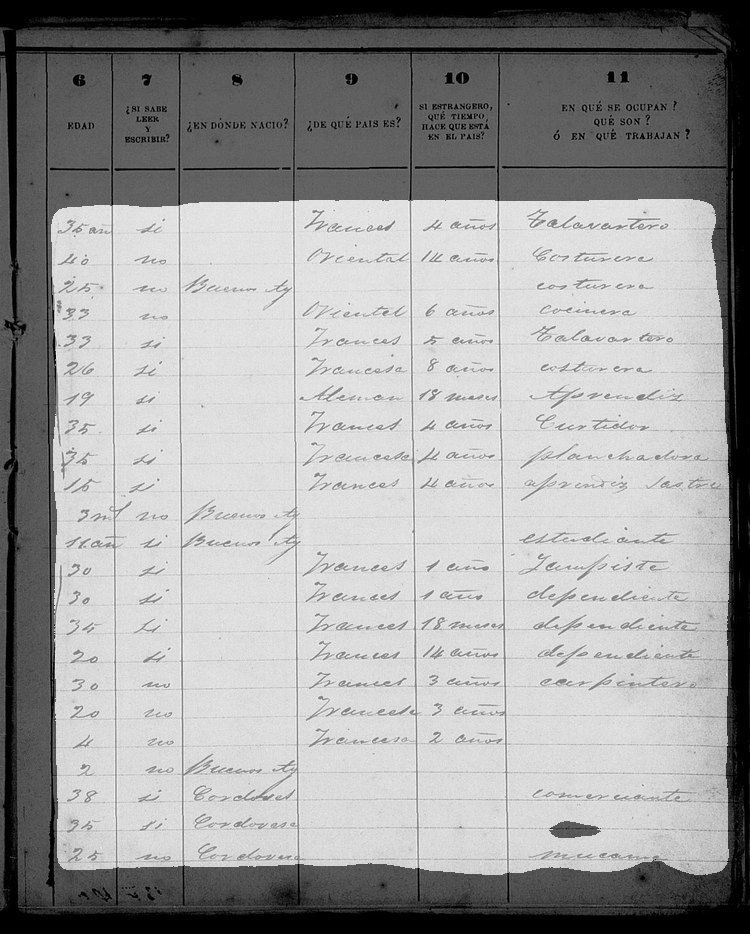 6 7 8 9 10 11
EDAD ¿SI SABE LEER Y ESCRIBIR? ¿EN DÓNDE NACIO? ¿DE QUÉ PAIS ES? SI ESTRANGERO, QUÉ TIEMPO HACE QUE ESTÁ EN EL PAIS? EN QUÉ SE OCUPAN? QUÉ SON? Ó EN QUÉ TRABAJAN?
35 añ si Frances 4 años Talavartero
40 no Oriental 14 años Costurera
25 no Buenos Ay costurera
33 no Oriental 6 años cocinera
33 si Frances 5 años Talavartero
26 si Francesa 8 años costurera
19 si Aleman 18 meses Aprendiz
35 si Frances 4 años Curtidor
35 si Francesa 4 años planchadora
15 si Frances 4 años aprendiz Sastre
3 no Buenos Ay
11 añ si Buenos Ay estudiante
30 si Frances 1 año Lampiste
30 si Frances 1 año dependiente
35 si Frances 18 meses dependiente
20 si Frances 14 años dependiente
30 no Frances 3 años carpintero
20 no Francesa 3 años
4 no Francesa 2 años
2 no Buenos Ay
38 si Cordoves comerciante
35 si Cordovesa
25 no Cordovesa mucama